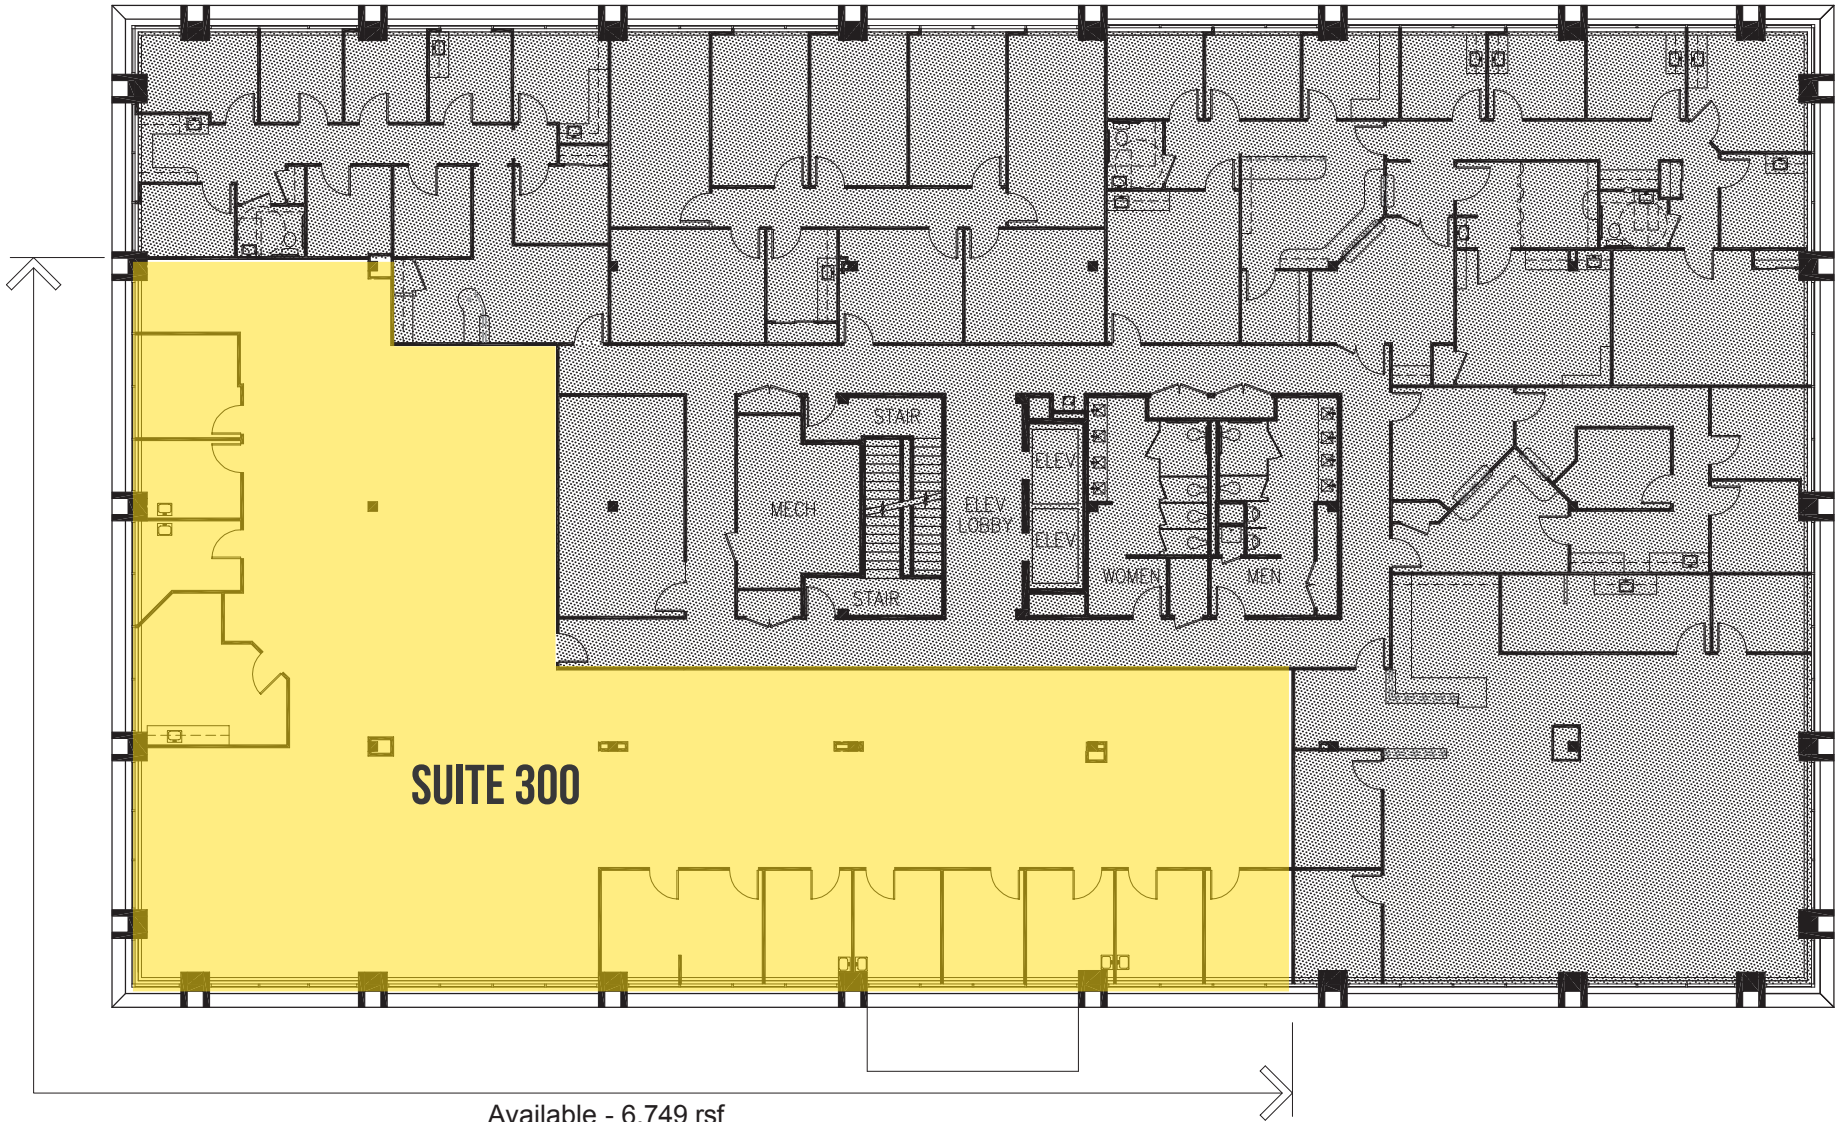 STAIR
ELEV
MECH
ELEV
LOBBY
ELEV
WOMEN
MEN
STAIR
SUITE 300
Available - 6,749 rsf